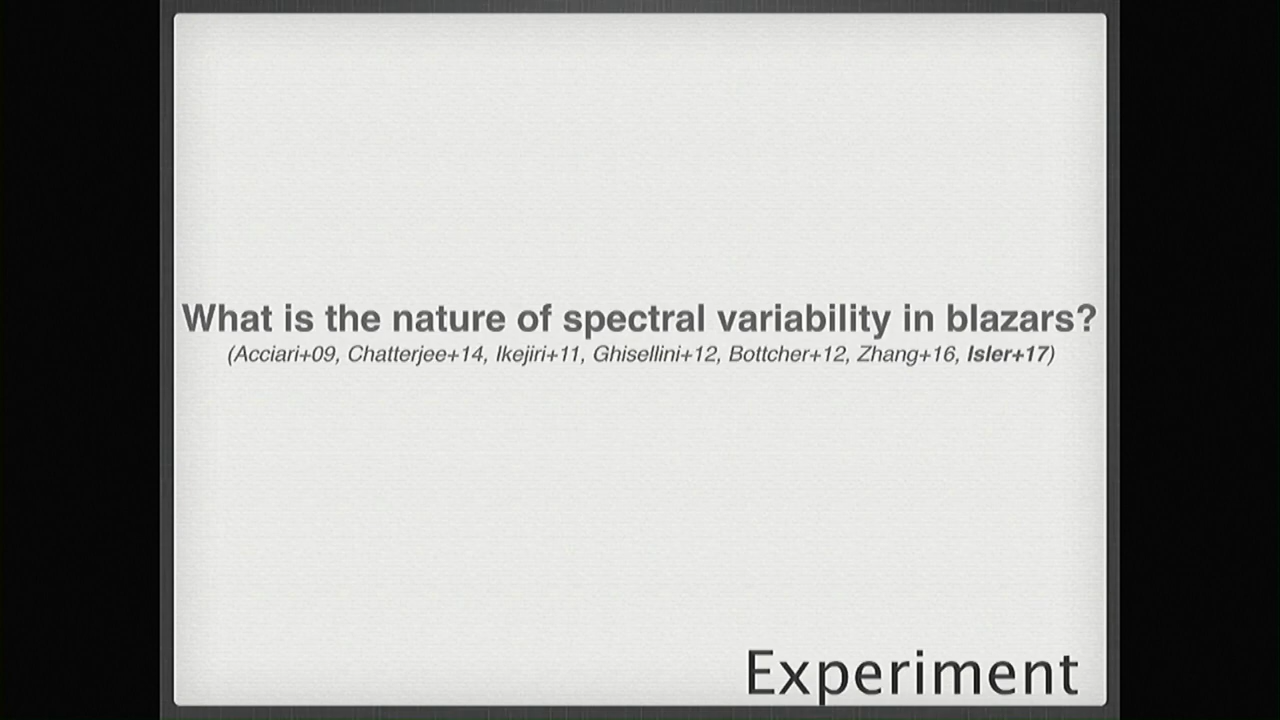 What is the nature of spectral variability in blazars?
(Acciari+09, Chatterjee+14, Ikejiri+11, Ghisellini+12, Bottcher+12, Zhang+16, Isler+17)
Experiment